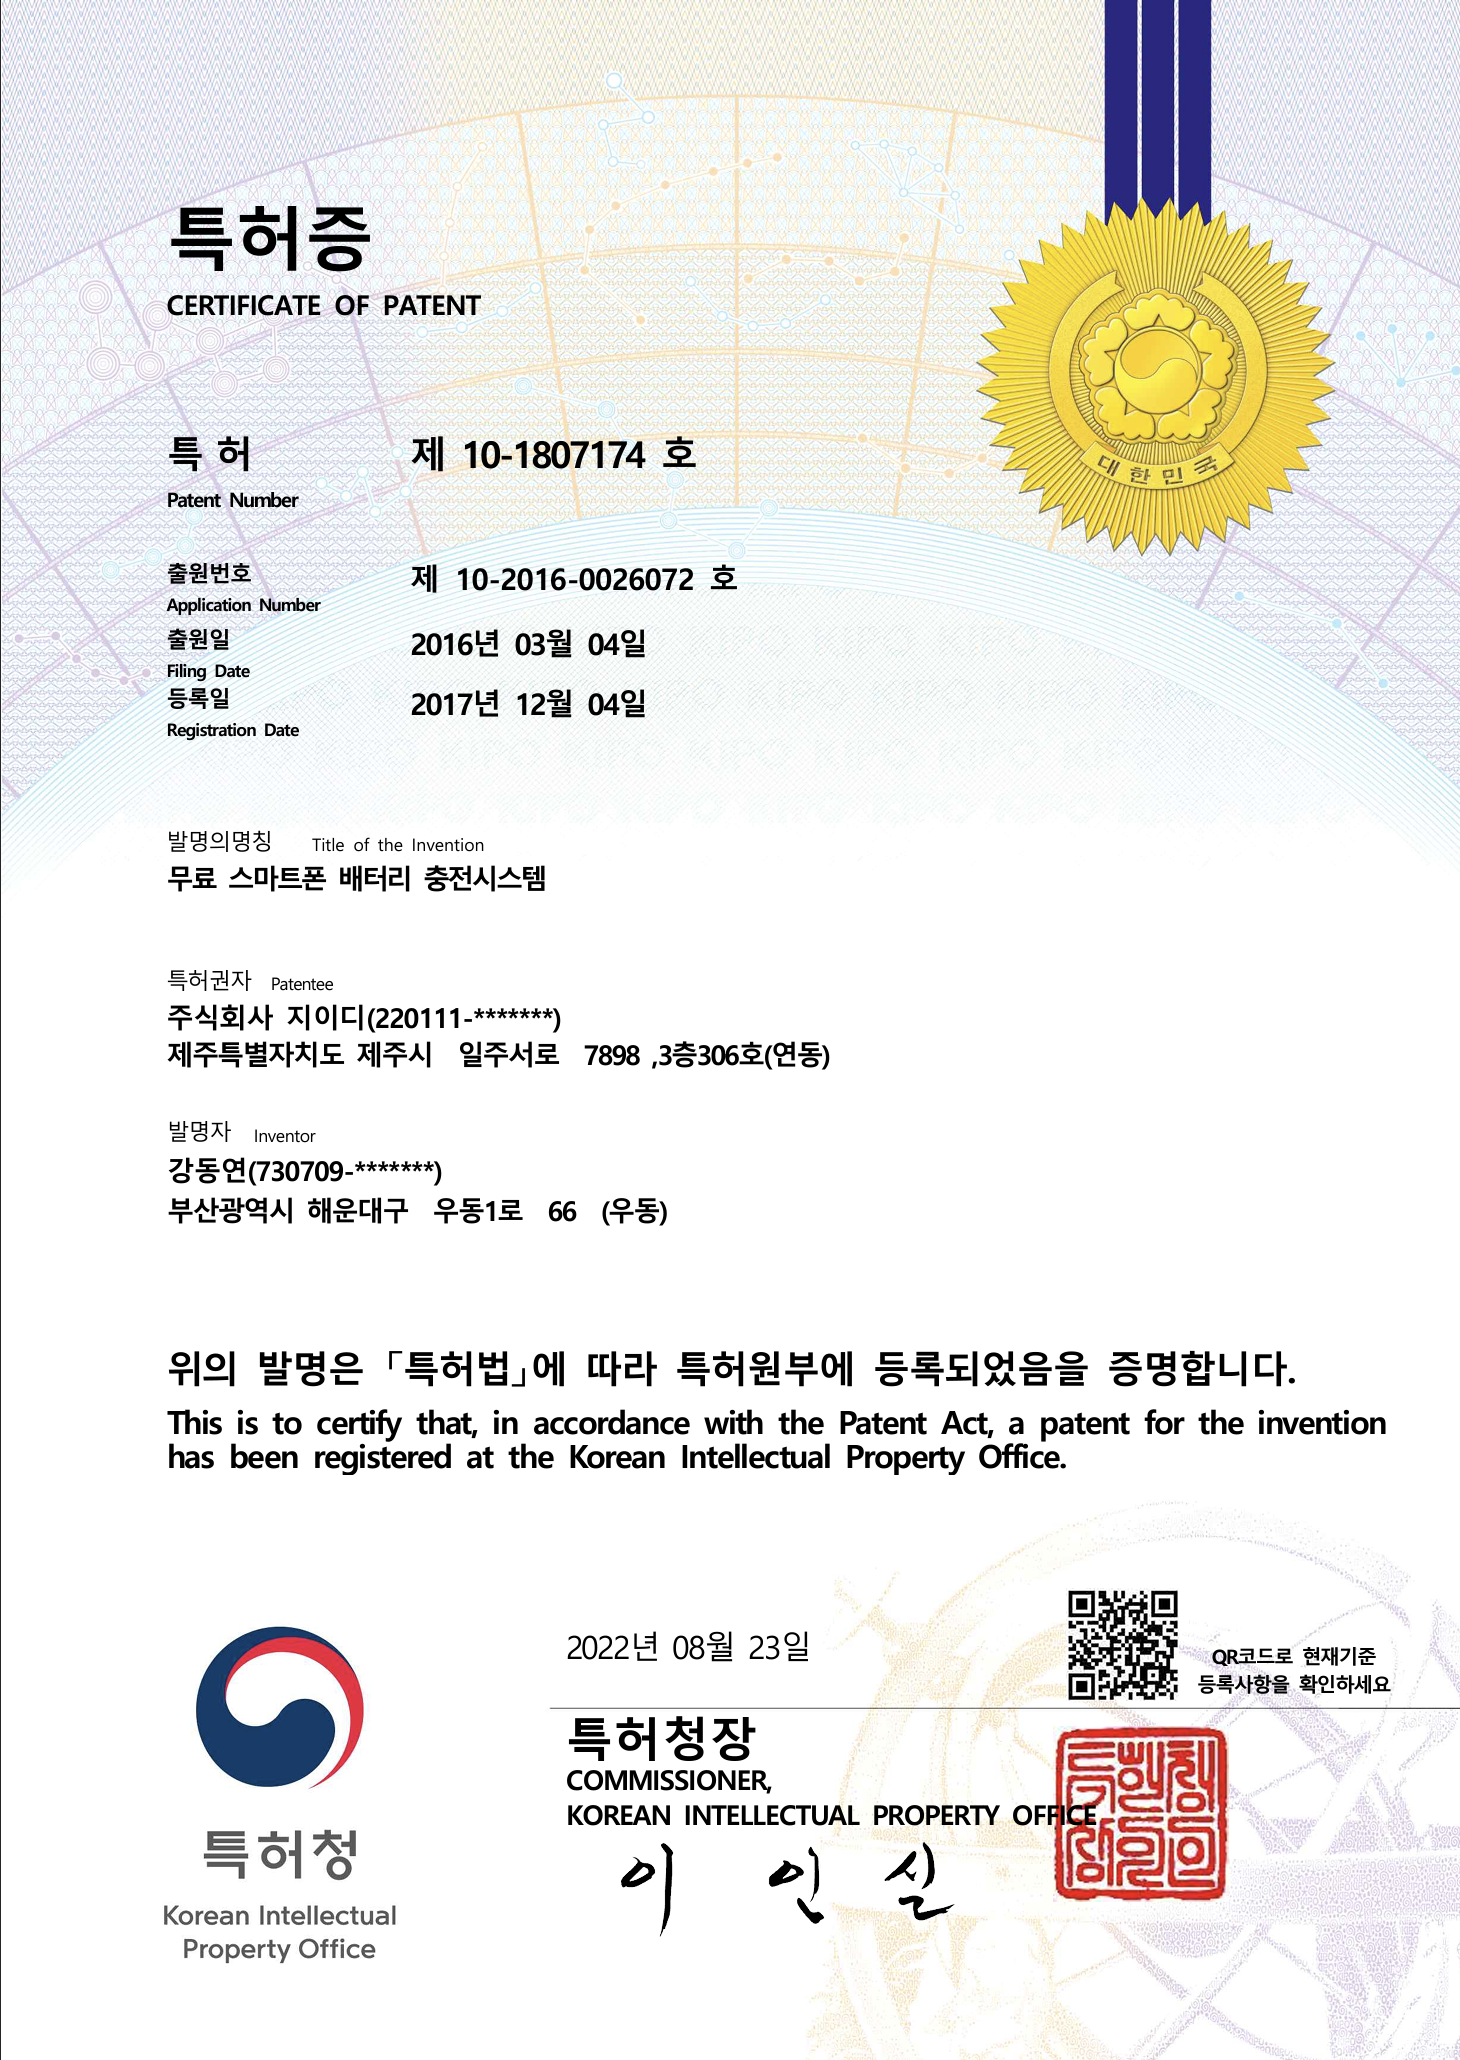 특허증
CERTIFICATE OF PATENT
대한민국
특 허 제 10-1807174 호
Patent Number
출원번호 제 10-2016-0026072 호
Application Number
출원일 2016년 03월 04일
Filing Date
등록일 2017년 12월 04일
Registration Date
발명의명칭 Title of the Invention
무료 스마트폰 배터리 충전시스템
특허권자 Patentee
주식회사 지이디(220111-*******)
제주특별자치도 제주시 일주서로 7898 ,3층306호(연동)
발명자 Inventor
강동연(730709-*******)
부산광역시 해운대구 우동1로 66 (우동)
위의 발명은 「특허법」에 따라 특허원부에 등록되었음을 증명합니다.
This is to certify that, in accordance with the Patent Act, a patent for the invention
has been registered at the Korean Intellectual Property Office.
2022년 08월 23일
QR코드로 현재기준
등록사항을 확인하세요
특허청장
COMMISSIONER,
KOREAN INTELLECTUAL PROPERTY OFFICE
이 인 실
특허청
Korean Intellectual
Property Office